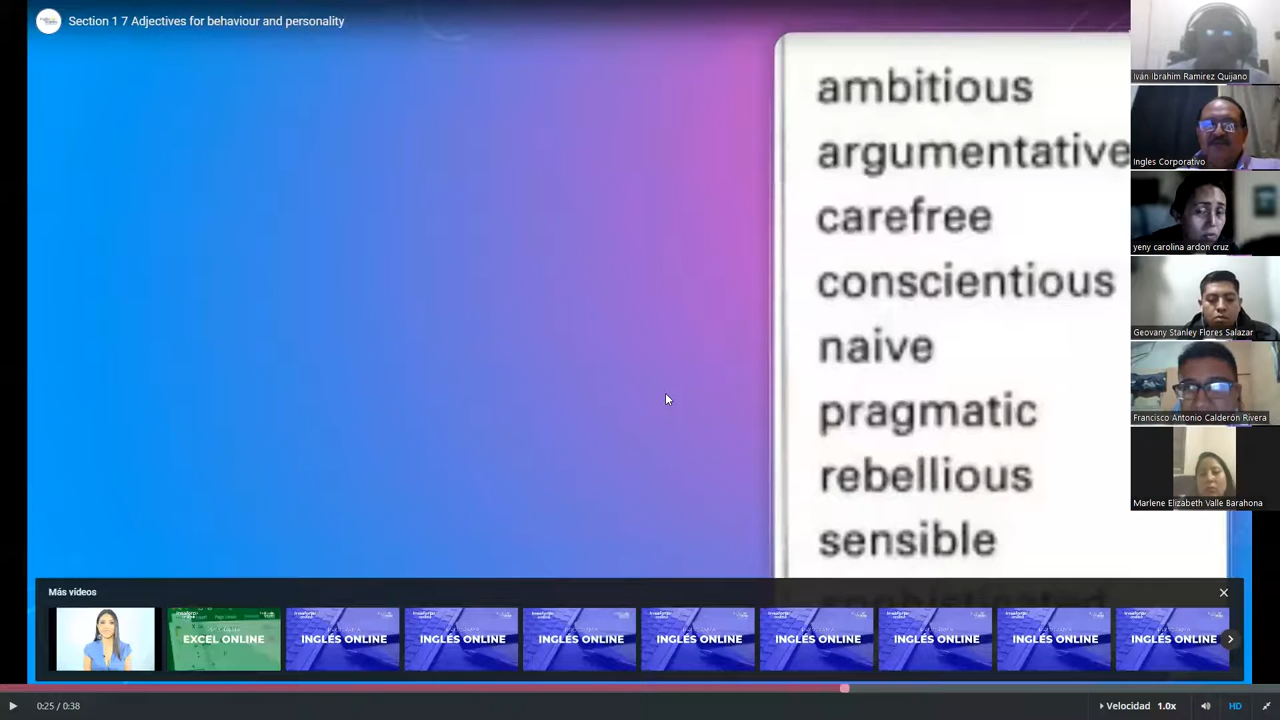 Section 1 7 Adjectives for behaviour and personality
ambitious
argumentative
carefree
conscientious
naive
pragmatic
rebellious
sensible
Iván Ibrahim Ramirez Quijano
Ingles Corporativo
yeny carolina ardon cruz
Geovany Stanley Flores Salazar
Francisco Antonio Calderón Rivera
Marlene Elizabeth Valle Barahona
Más vídeos
EXCEL ONLINE
INGLÉS ONLINE
INGLÉS ONLINE
INGLÉS ONLINE
INGLÉS ONLINE
INGLÉS ONLINE
INGLÉS ONLINE
INGLÉS ONLINE
INGLÉS ONLINE
0:25 / 0:38
Velocidad 1.0x
HD